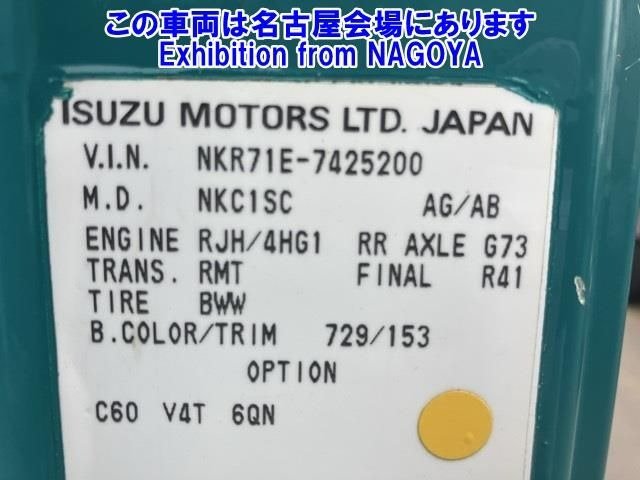 この車両は名古屋会場にあります
Exhibition from NAGOYA
ISUZU MOTORS LTD. JAPAN
V.I.N. NKR71E-7425200
M.D. NKC1SC AG/AB
ENGINE RJH/4HG1 RR AXLE G73
TRANS. RMT FINAL R41
TIRE BWW
B.COLOR/TRIM 729/153
OPTION
C60 V4T 6QN